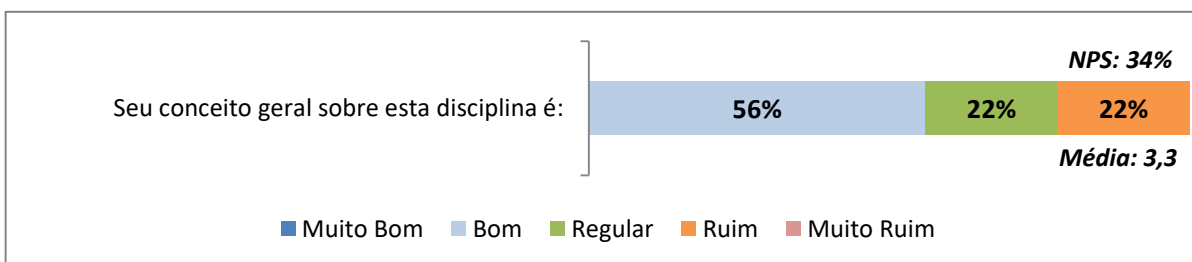 NPS: 34%
Seu conceito geral sobre esta disciplina é:
56%
22%
22%
Média: 3,3
Muito Bom
Bom
Regular
Ruim
Muito Ruim